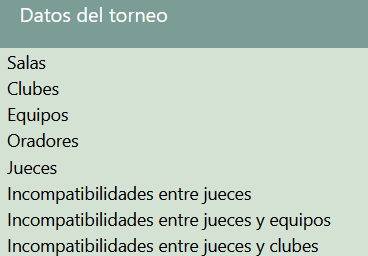 Datos del torneo
Salas
Clubes
Equipos
Oradores
Jueces
Incompatibilidades entre jueces
Incompatibilidades entre jueces y equipos
Incompatibilidades entre jueces y clubes